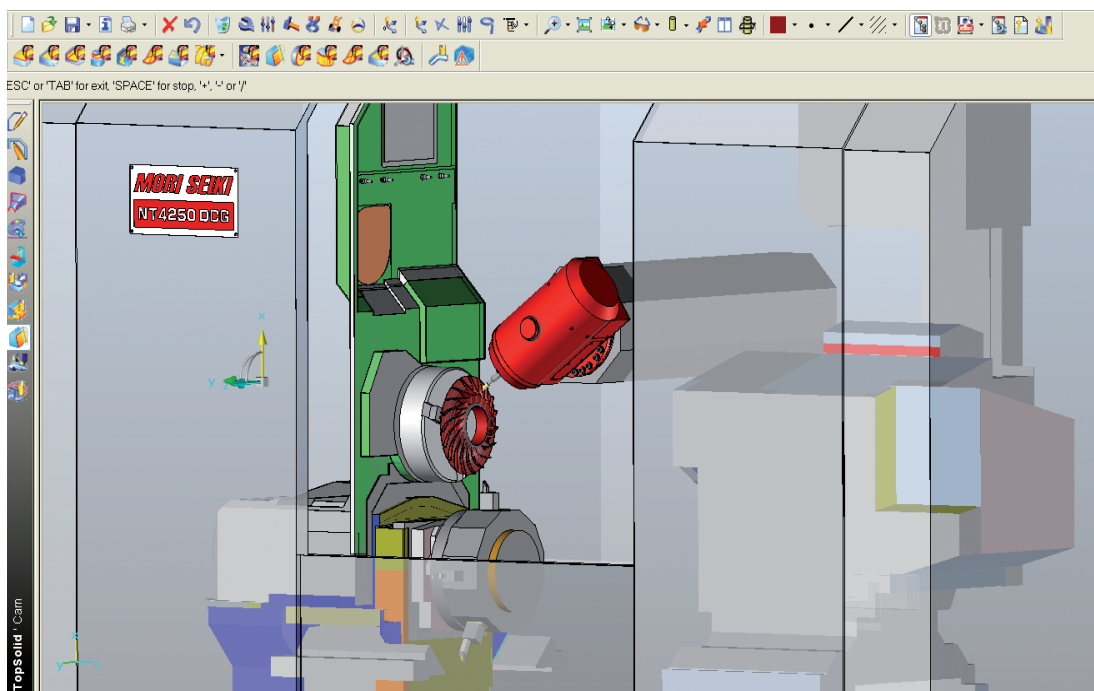 ESC' or 'TAB' for exit, 'SPACE' for stop, '+', '-' or '/'
MORI SEIKI
NT4250 DCG
x
y
x
y
x
TopSolid'Cam